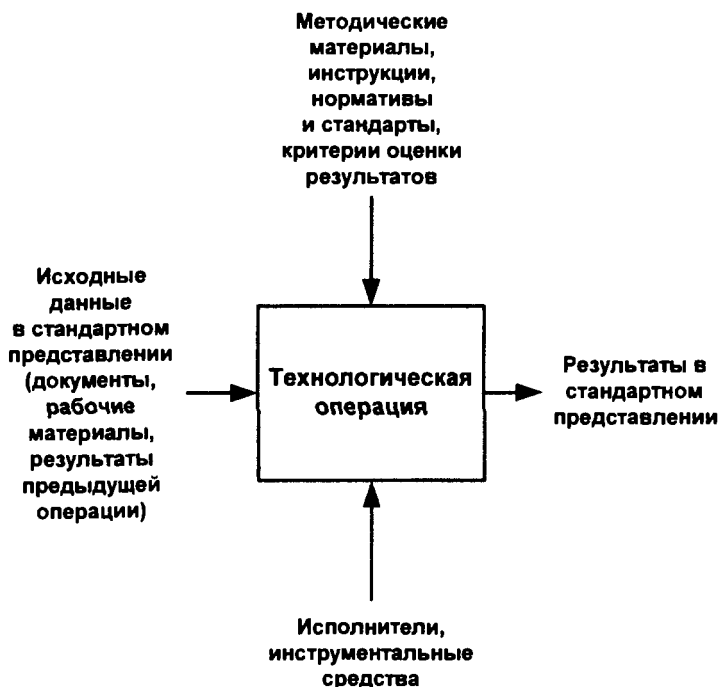 Методические
материалы,
инструкции,
нормативы
и стандарты,
критерии оценки
результатов
Исходные
данные
в стандартном
представлении
(документы,
рабочие
материалы,
результаты
предыдущей
операции)
Технологическая
операция
Результаты в
стандартном
представлении
Исполнители,
инструментальные
средства